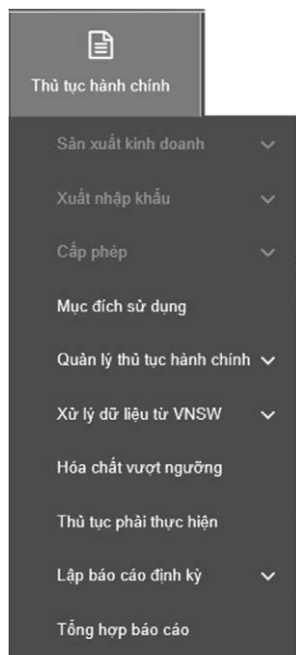 Thủ tục hành chính
Sản xuất kinh doanh
Xuất nhập khẩu
Cấp phép
Mục đích sử dụng
Quản lý thủ tục hành chính
Xử lý dữ liệu từ VNSW
Hóa chất vượt ngưỡng
Thủ tục phải thực hiện
Lập báo cáo định kỳ
Tổng hợp báo cáo